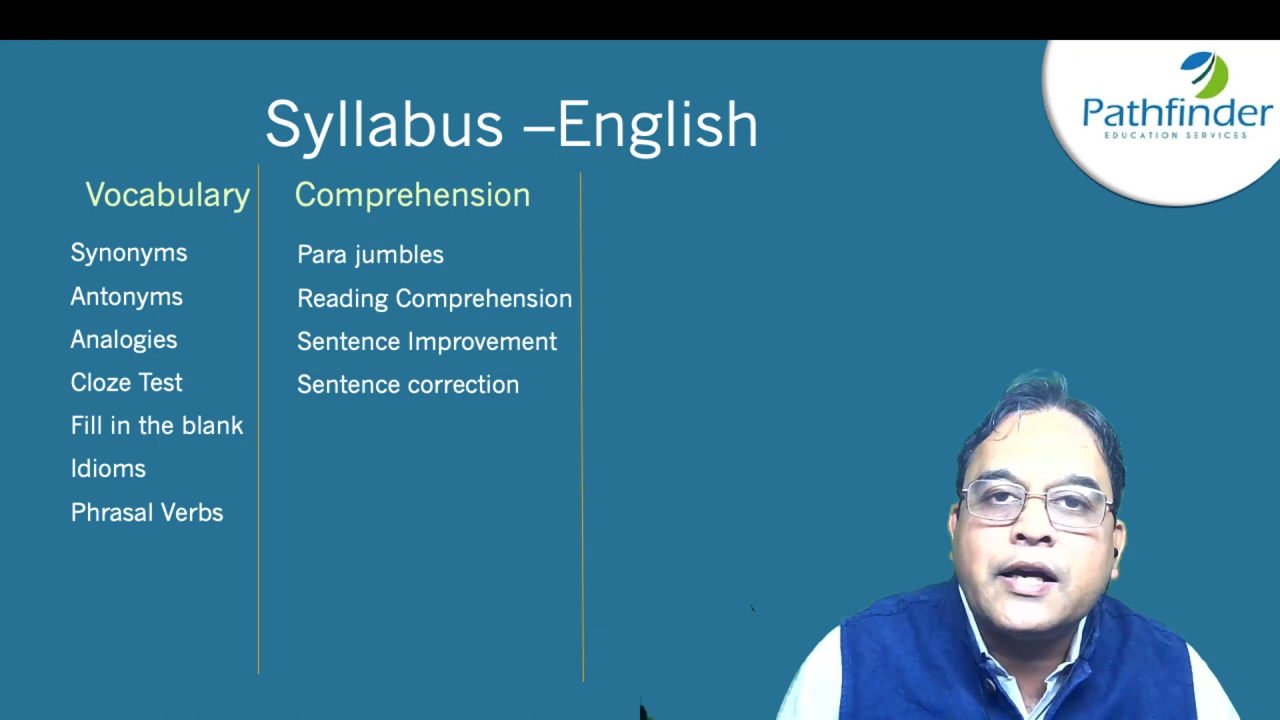 Syllabus –English
Pathfinder
EDUCATION SERVICES
Vocabulary
Synonyms
Antonyms
Analogies
Cloze Test
Fill in the blank
Idioms
Phrasal Verbs
Comprehension
Para jumbles
Reading Comprehension
Sentence Improvement
Sentence correction